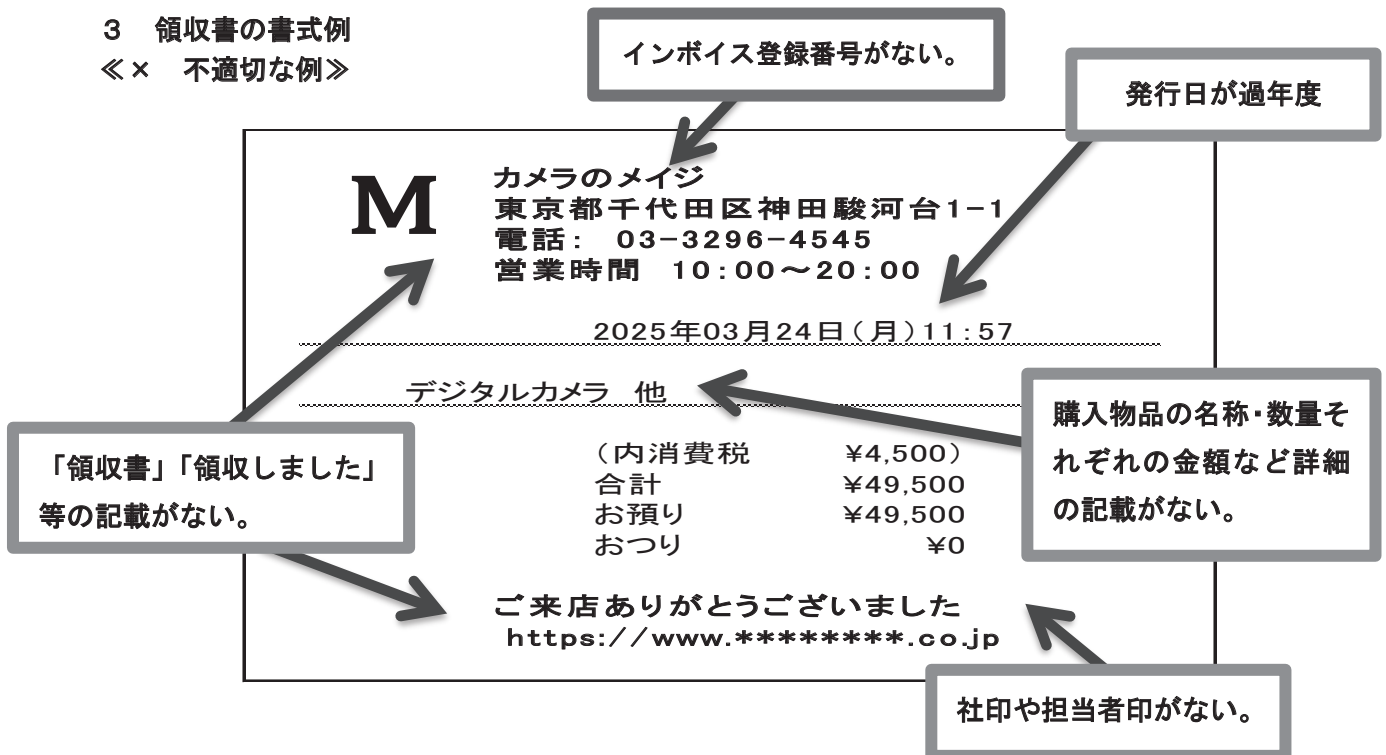 3 領収書の書式例
≪× 不適切な例≫
インボイス登録番号がない。
発行日が過年度
M
カメラのメイジ
東京都千代田区神田駿河台1-1
電話: 03-3296-4545
営業時間 10:00~20:00
2025年03月24日(月)11:57
デジタルカメラ 他
購入物品の名称・数量そ
れぞれの金額など詳細
の記載がない。
「領収書」「領収しました」
等の記載がない。
(内消費税 ¥4,500)
合計 ¥49,500
お預り ¥49,500
おつり ¥0
ご来店ありがとうございました
https://www.********.co.jp
社印や担当者印がない。